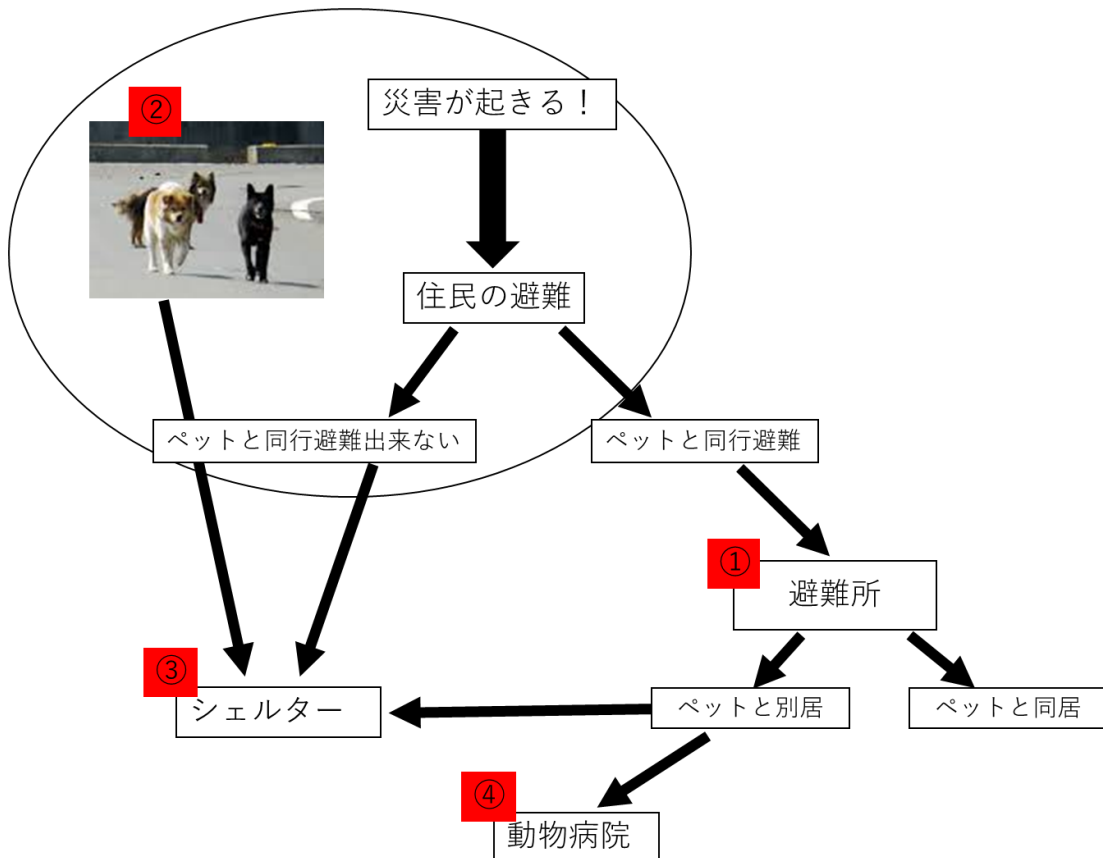 災害が起きる！
②
住民の避難
ペットと同行避難出来ない
ペットと同行避難
①
避難所
③
シェルター
ペットと別居
ペットと同居
④
動物病院